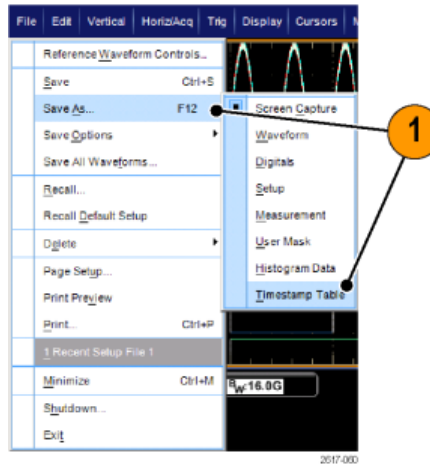 File Edit Vertical Horiz/Acq Trig Display Cursors
Reference Waveform Controls...
Save Ctrl+S
Save As... F12
Save Options
Save All Waveforms...
Recall...
Recall Default Setup
Delete
Page Setup...
Print Preview
Print... Ctrl+P
1 Recent Setup File 1
Minimize Ctrl+M
Shutdown...
Exit
Screen Capture
Waveform
Digitals
Setup
Measurement
User Mask
Histogram Data
Timestamp Table
1
BW:16.0G
2617-060